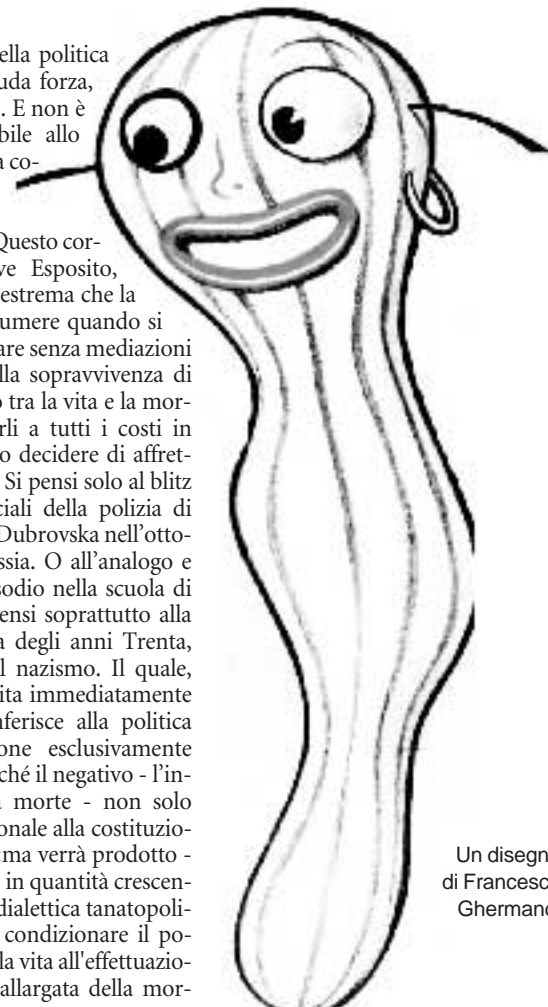 ella politica
uda forza,
. E non è
bile allo
a co-
Questo cor-
ve Esposito,
estrema che la
umere quando si
are senza mediazioni
lla sopravvivenza di
o tra la vita e la mor-
rli a tutti i costi in
o decidere di affret-
Si pensi solo al blitz
ciali della polizia di
Dubrovska nell'otto-
ssia. O all'analogo e
sodio nella scuola di
ensi soprattutto alla
a degli anni Trenta,
l nazismo. Il quale,
ita immediatamente
nferisce alla politica
one esclusivamente
ché il negativo - l'in-
a morte - non solo
onale alla costituzio-
ma verrà prodotto -
in quantità crescen-
dialettica tanatopoli-
condizionare il po-
la vita all'effettuazio-
allargata della mor-
Un disegn
di Francesc
Ghermand